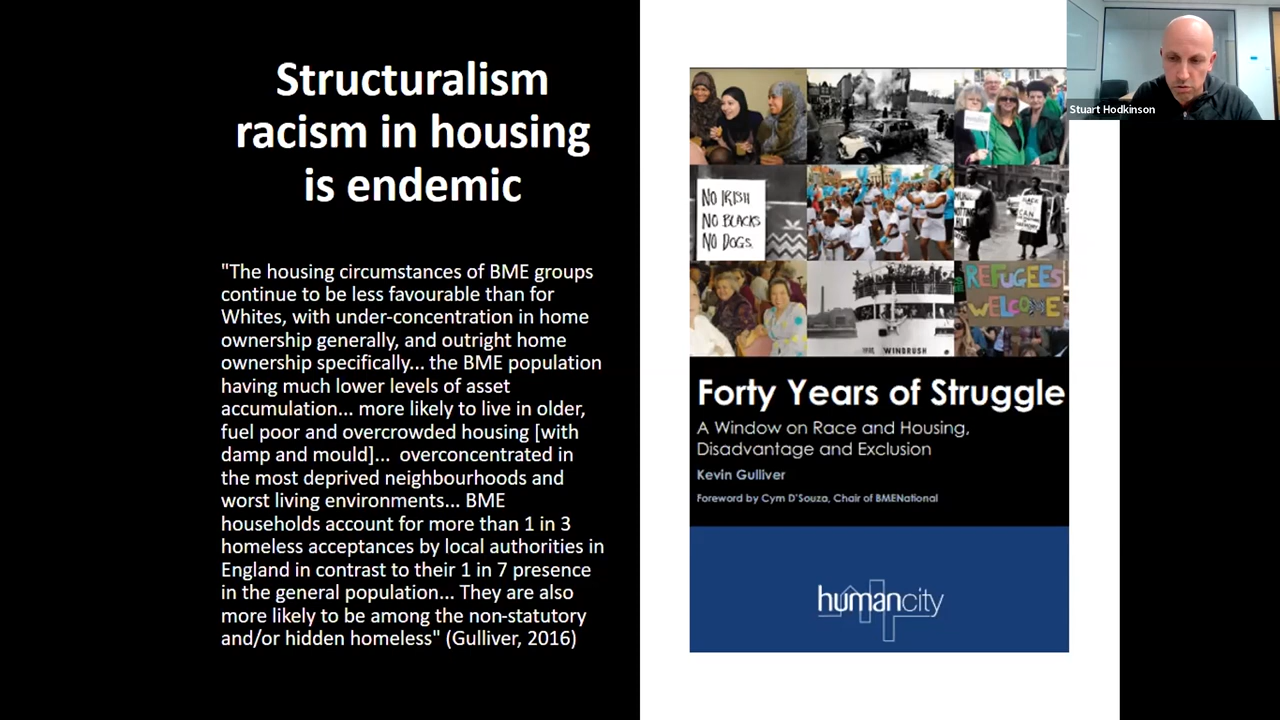 Structuralism
racism in housing
is endemic
"The housing circumstances of BME groups
continue to be less favourable than for
Whites, with under-concentration in home
ownership generally, and outright home
ownership specifically... the BME population
having much lower levels of asset
accumulation... more likely to live in older,
fuel poor and overcrowded housing [with
damp and mould]... overconcentrated in
the most deprived neighbourhoods and
worst living environments... BME
households account for more than 1 in 3
homeless acceptances by local authorities in
England in contrast to their 1 in 7 presence
in the general population... They are also
more likely to be among the non-statutory
and/or hidden homeless" (Gulliver, 2016)
Stuart Hodkinson
NO IRISH
NO BLACKS
NO DOGS.
REFUGEES
WELCOME
WINDRUSH
Forty Years of Struggle
A Window on Race and Housing,
Disadvantage and Exclusion
Kevin Gulliver
Foreword by Cym D'Souza, Chair of BMENational
humancity